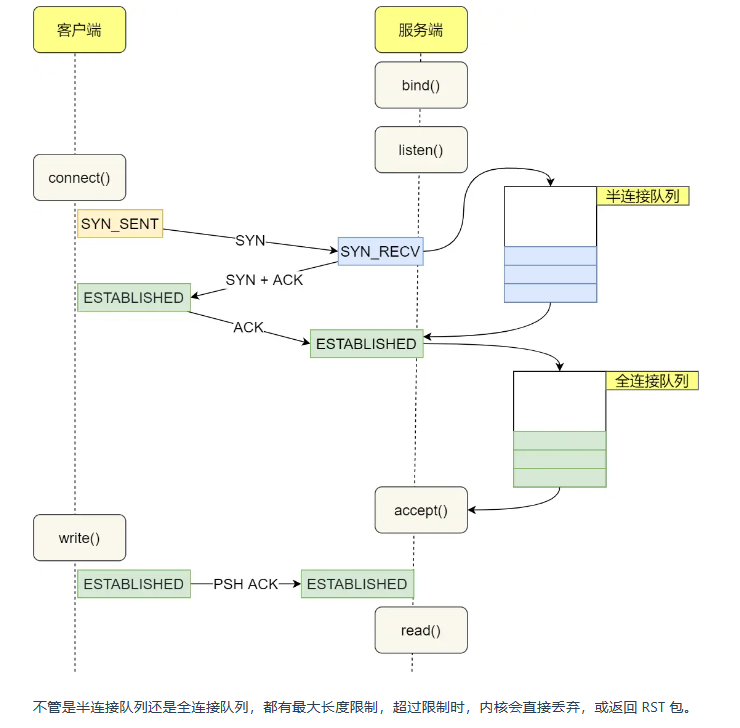 客户端
服务端
bind()
listen()
connect()
半连接队列
SYN_SENT
SYN
SYN_RECV
SYN + ACK
ESTABLISHED
ACK
ESTABLISHED
全连接队列
accept()
write()
ESTABLISHED
PSH ACK
ESTABLISHED
read()
不管是半连接队列还是全连接队列，都有最大长度限制，超过限制时，内核会直接丢弃，或返回 RST 包。